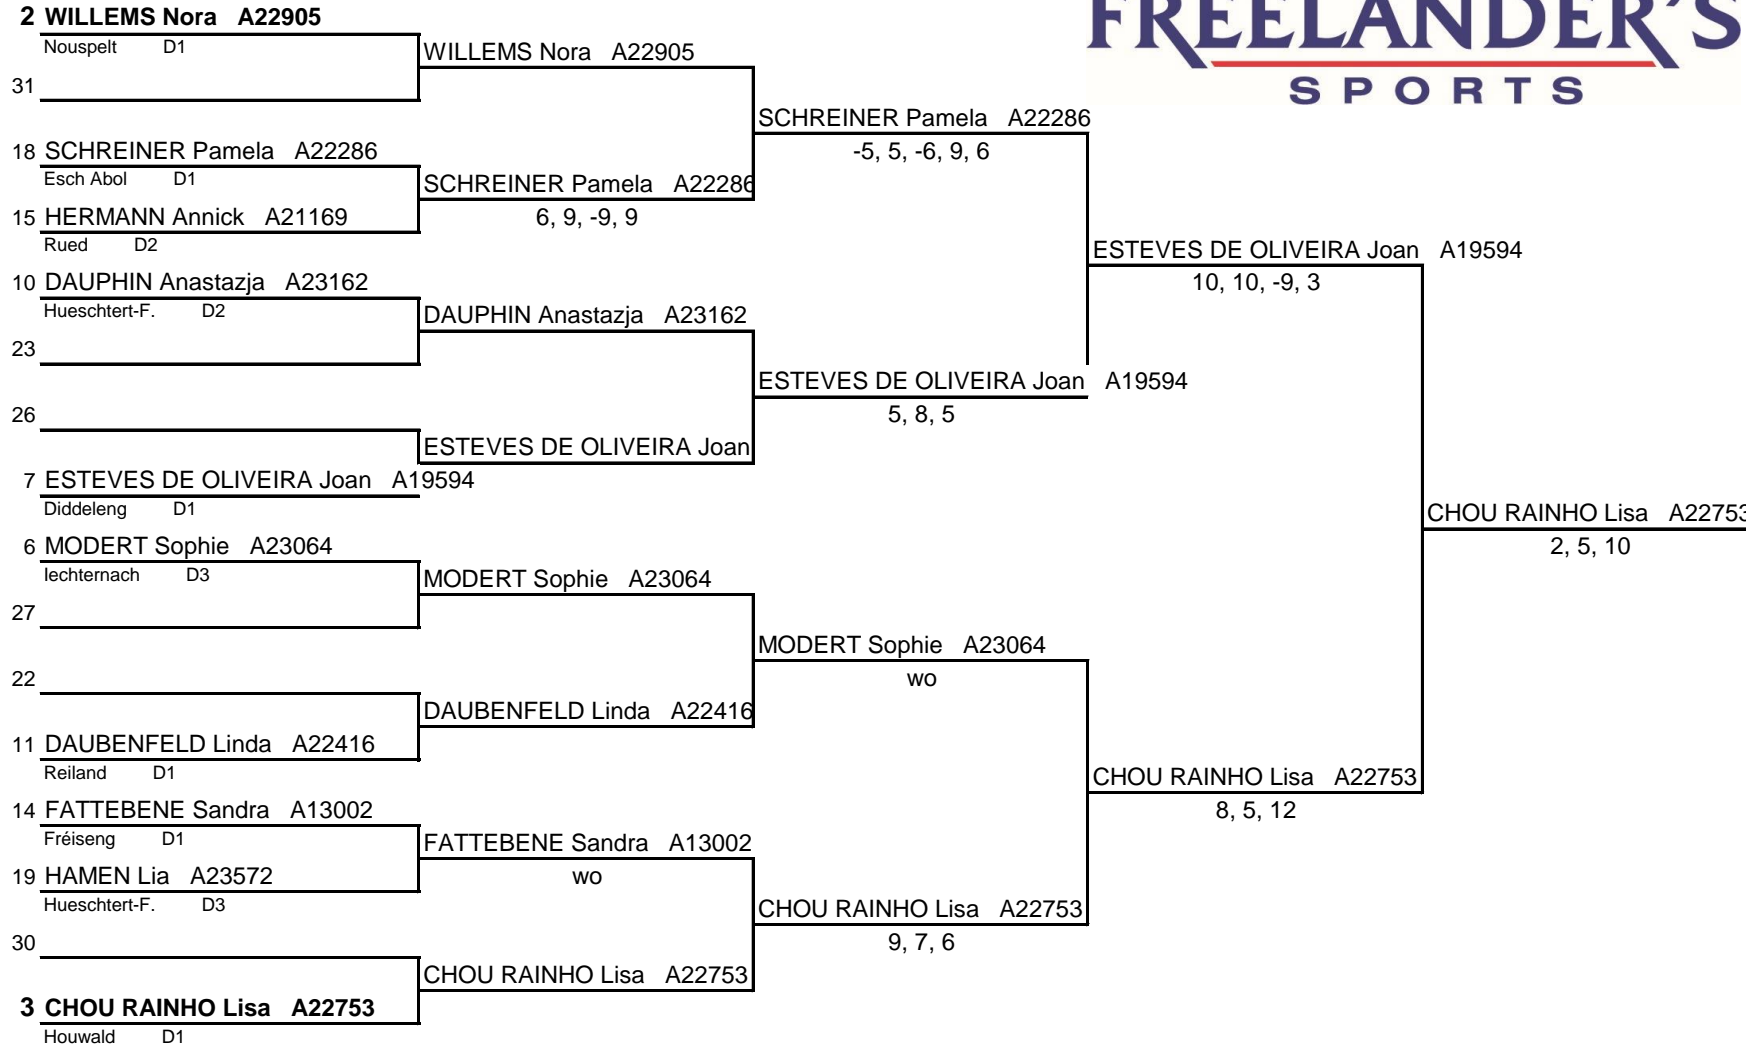 2 WILLEMS Nora A22905
Nouspelt D1
31
18 SCHREINER Pamela A22286
Esch Abol D1
15 HERMANN Annick A21169
Rued D2
10 DAUPHIN Anastazja A23162
Hueschtert-F. D2
23
26
7 ESTEVES DE OLIVEIRA Joan A19594
Diddeleng D1
6 MODERT Sophie A23064
Iechternach D3
27
22
11 DAUBENFELD Linda A22416
Reiland D1
14 FATTEBENE Sandra A13002
Fréiseng D1
19 HAMEN Lia A23572
Hueschtert-F. D3
30
3 CHOU RAINHO Lisa A22753
Houwald D1
WILLEMS Nora A22905
SCHREINER Pamela A22286
6, 9, -9, 9
DAUPHIN Anastazja A23162
ESTEVES DE OLIVEIRA Joan
MODERT Sophie A23064
DAUBENFELD Linda A22416
FATTEBENE Sandra A13002
wo
CHOU RAINHO Lisa A22753
SCHREINER Pamela A22286
-5, 5, -6, 9, 6
ESTEVES DE OLIVEIRA Joan A19594
5, 8, 5
MODERT Sophie A23064
wo
CHOU RAINHO Lisa A22753
9, 7, 6
FREELANDER'S
SPORTS
ESTEVES DE OLIVEIRA Joan A19594
10, 10, -9, 3
CHOU RAINHO Lisa A22753
8, 5, 12
CHOU RAINHO Lisa A22753
2, 5, 10